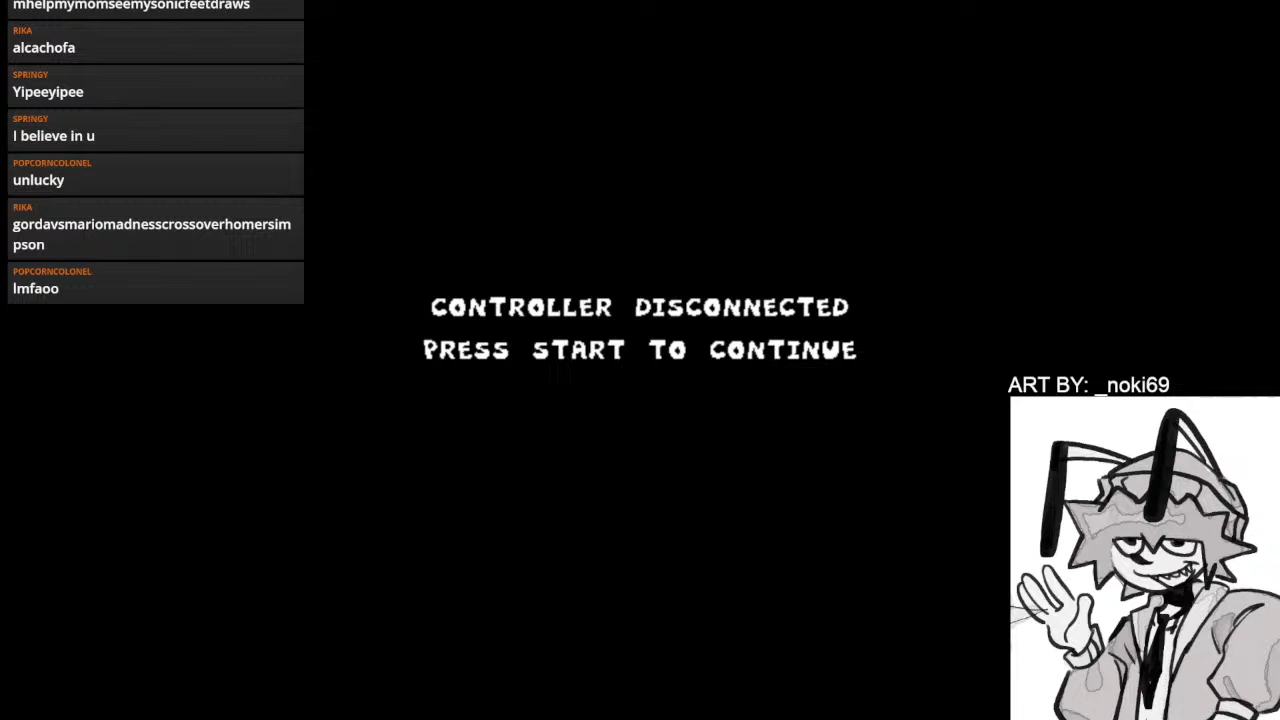 mhelpmymomseemysonicfeetdraws
RIKA
alcachofa
SPRINGY
Yipeeyipee
SPRINGY
I believe in u
POPCORNCOLONEL
unlucky
RIKA
gordavsmariomadnesscrossoverhomersim
pson
POPCORNCOLONEL
lmfaoo
CONTROLLER DISCONNECTED
PRESS START TO CONTINUE
ART BY: _noki69